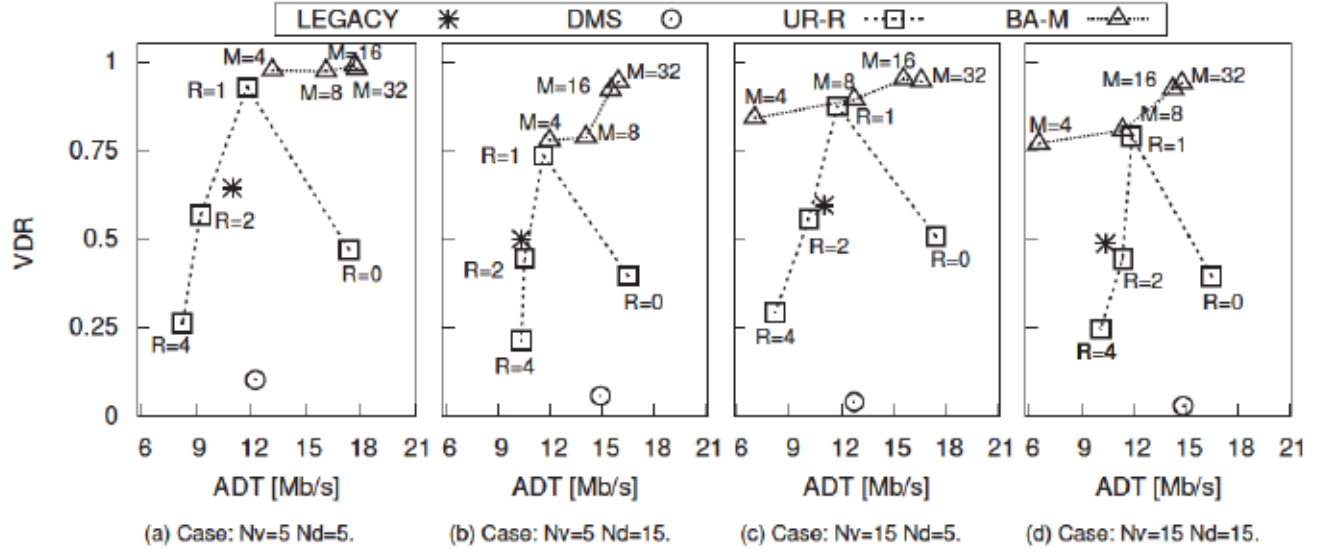 LEGACY DMS UR-R BA-M
1
0.75
0.5
0.25
0
VDR
M=4
M=16
M=8
M=32
R=1
R=2
R=0
R=4
6 9 12 15 18 21
ADT [Mb/s]
(a) Case: Nv=5 Nd=5.
M=32
M=16
M=4
M=8
R=1
R=2
R=0
R=4
6 9 12 15 18 21
ADT [Mb/s]
(b) Case: Nv=5 Nd=15.
M=16
M=8
M=32
M=4
R=1
R=2
R=0
R=4
6 9 12 15 18 21
ADT [Mb/s]
(c) Case: Nv=15 Nd=5.
M=32
M=16
M=8
M=4
R=1
R=2
R=0
R=4
6 9 12 15 18 21
ADT [Mb/s]
(d) Case: Nv=15 Nd=15.